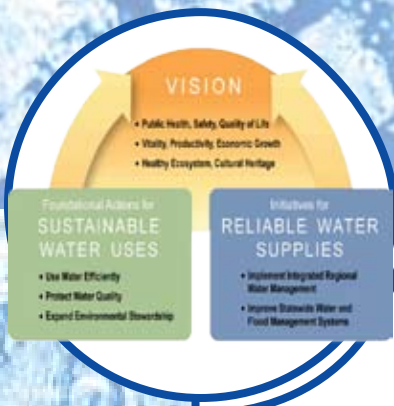 VISION
• Public Health, Safety, Quality of Life
• Vitality, Productivity, Economic Growth
• Healthy Ecosystem, Cultural Heritage
Foundational Actions for
SUSTAINABLE
WATER USES
• Use Water Efficiently
• Protect Water Quality
• Expand Environmental Stewardship
Initiatives for
RELIABLE WATER
SUPPLIES
• Implement Integrated Regional
Water Management
• Improve Statewide Water and
Flood Management Systems